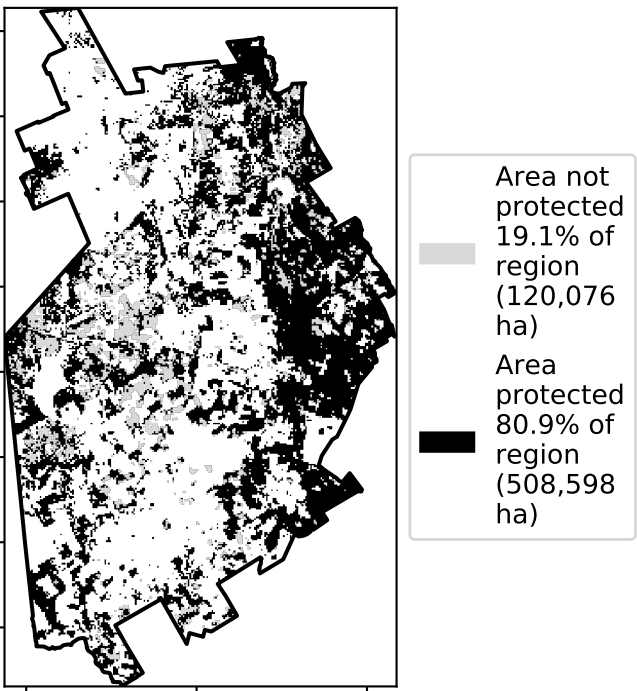 Area not
protected
19.1% of
region
(120,076
ha)
Area
protected
80.9% of
region
(508,598
ha)